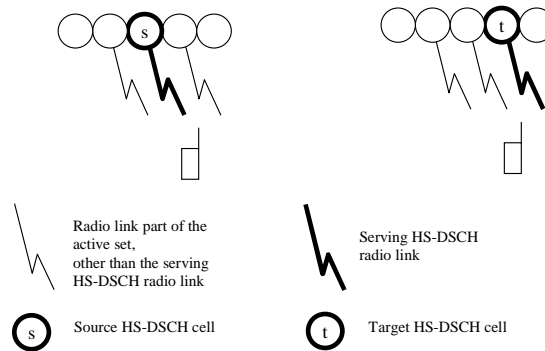 s
t
Radio link part of the
active set,
other than the serving
HS-DSCH radio link
Serving HS-DSCH
radio link
s
Source HS-DSCH cell
t
Target HS-DSCH cell